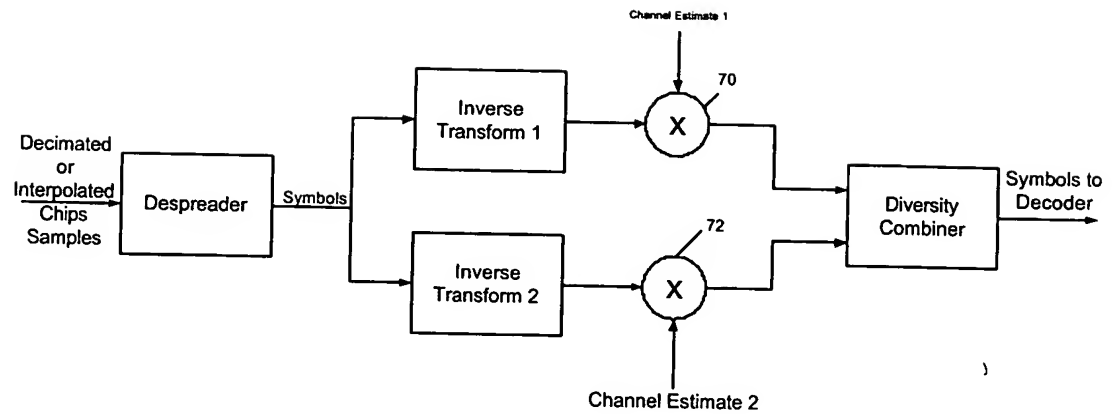 Channel Estimate 1
70
Inverse
Transform 1
X
Decimated
or
Interpolated
Chips
Samples
Despreader
Symbols
Diversity
Combiner
Symbols to
Decoder
72
Inverse
Transform 2
X
Channel Estimate 2